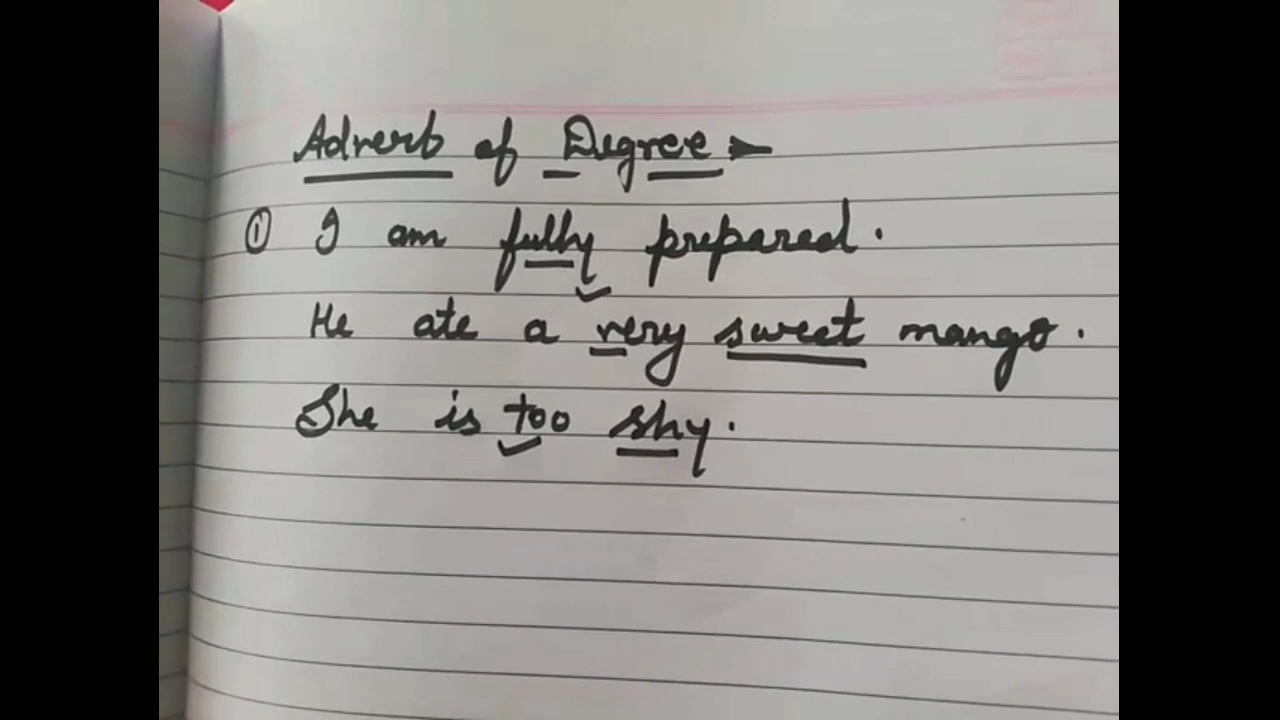 Adverb of Degree
① I am fully prepared.
He ate a very sweet mango.
She is too shy.